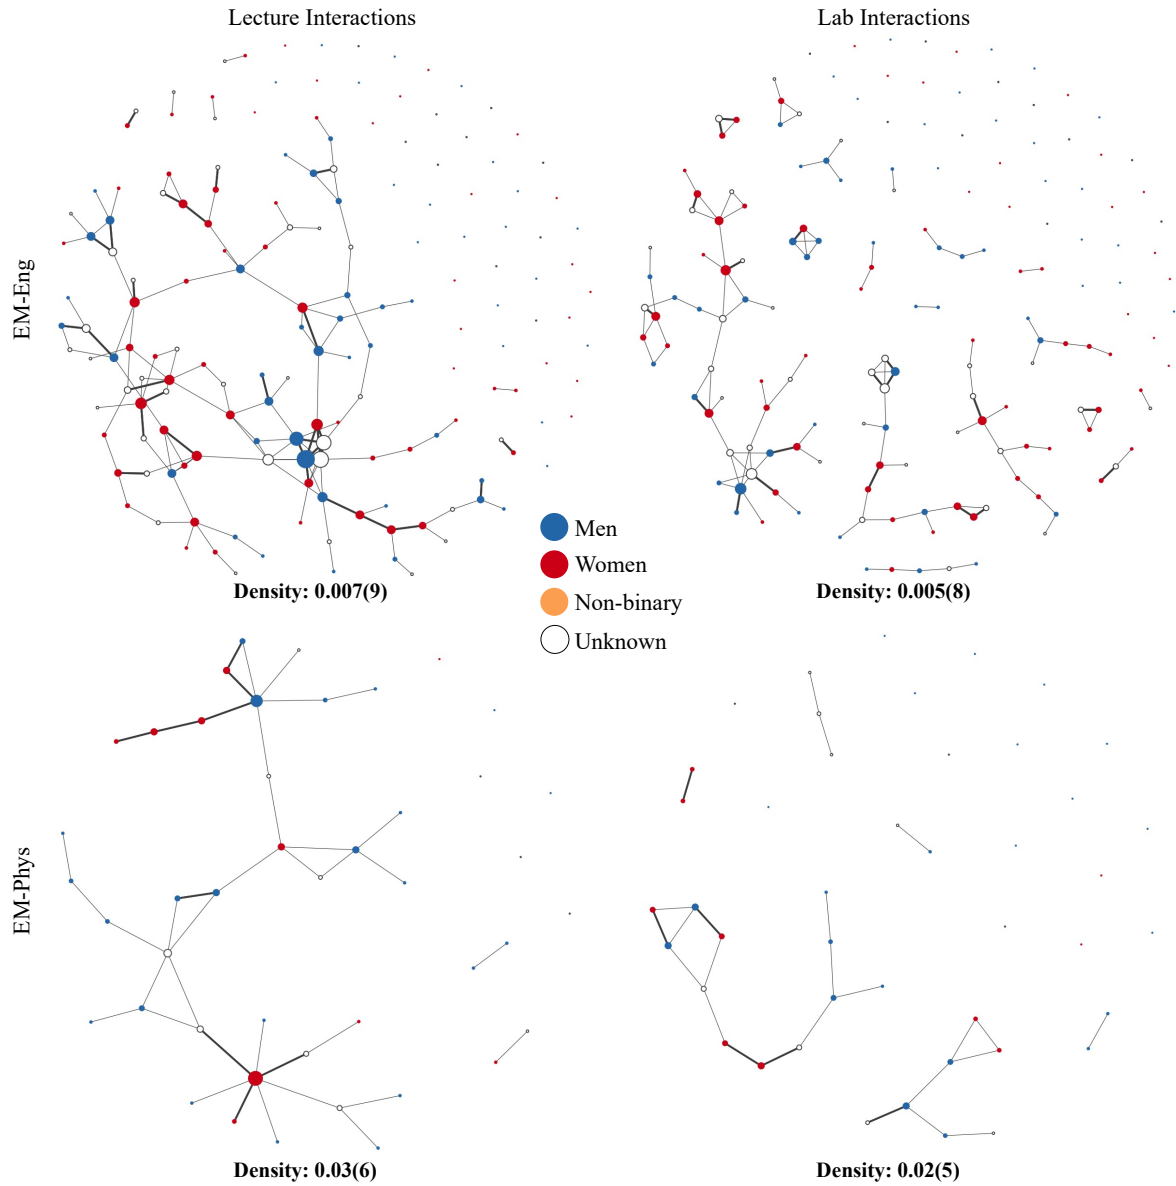 Lecture Interactions
Lab Interactions
EM-Eng
Density: 0.007(9)
Density: 0.005(8)
Men
Women
Non-binary
Unknown
EM-Phys
Density: 0.03(6)
Density: 0.02(5)